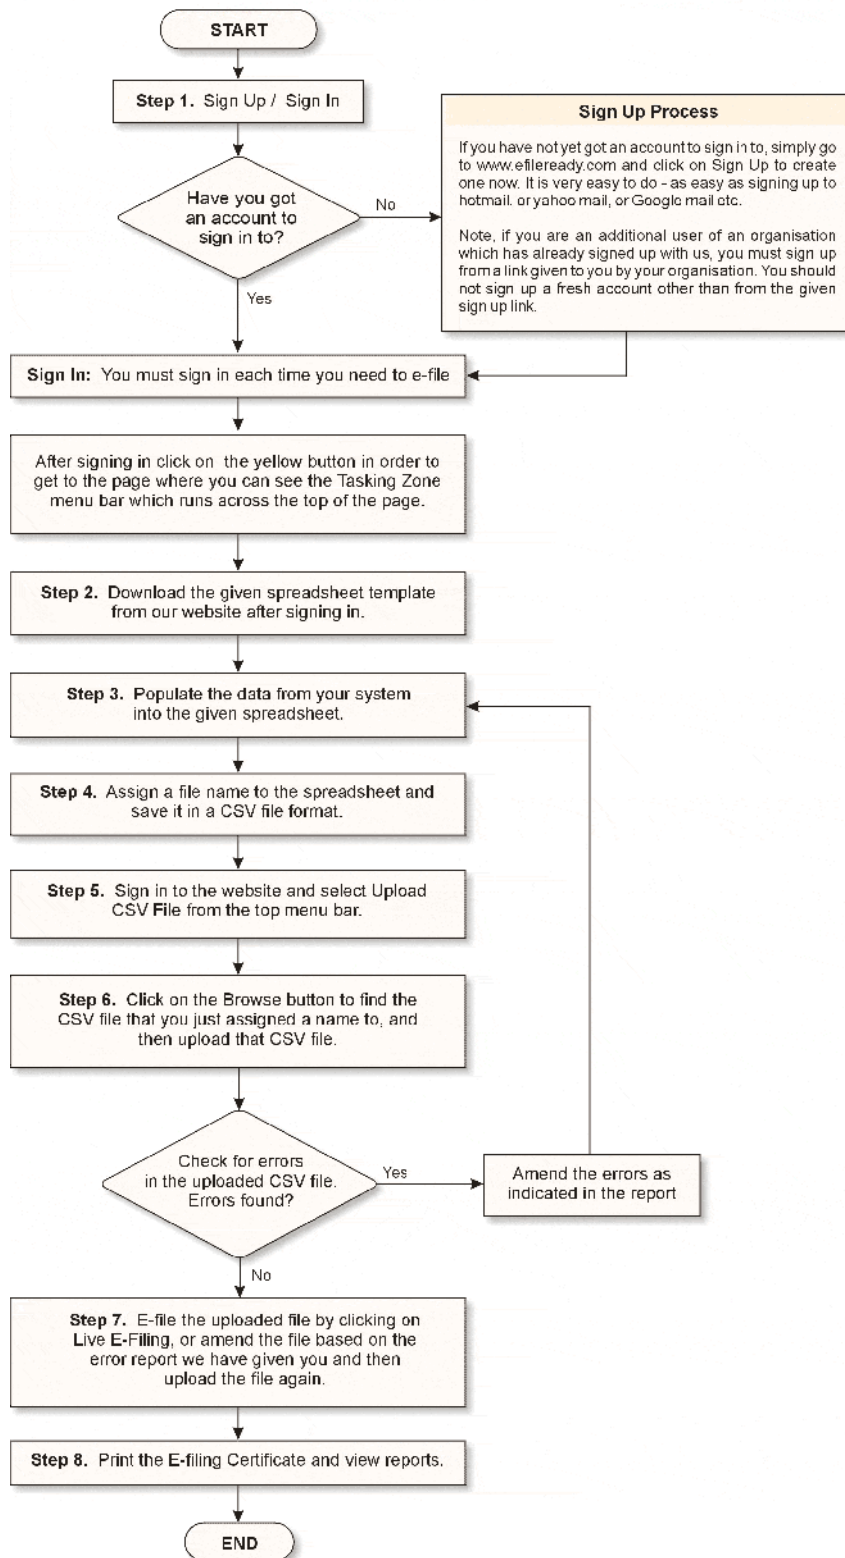 START
Step 1. Sign Up / Sign In
Have you got
an account to
sign in to?
No
Yes
Sign Up Process
If you have not yet got an account to sign in to, simply go
to www.efileready.com and click on Sign Up to create
one now. It is very easy to do - as easy as signing up to
hotmail. or yahoo mail, or Google mail etc.
Note, if you are an additional user of an organisation
which has already signed up with us, you must sign up
from a link given to you by your organisation. You should
not sign up a fresh account other than from the given
sign up link.
Sign In: You must sign in each time you need to e-file
After signing in click on the yellow button in order to
get to the page where you can see the Tasking Zone
menu bar which runs across the top of the page.
Step 2. Download the given spreadsheet template
from our website after signing in.
Step 3. Populate the data from your system
into the given spreadsheet.
Step 4. Assign a file name to the spreadsheet and
save it in a CSV file format.
Step 5. Sign in to the website and select Upload
CSV File from the top menu bar.
Step 6. Click on the Browse button to find the
CSV file that you just assigned a name to, and
then upload that CSV file.
Check for errors
in the uploaded CSV file.
Errors found?
Yes
Amend the errors as
indicated in the report
No
Step 7. E-file the uploaded file by clicking on
Live E-Filing, or amend the file based on the
error report we have given you and then
upload the file again.
Step 8. Print the E-filing Certificate and view reports.
END